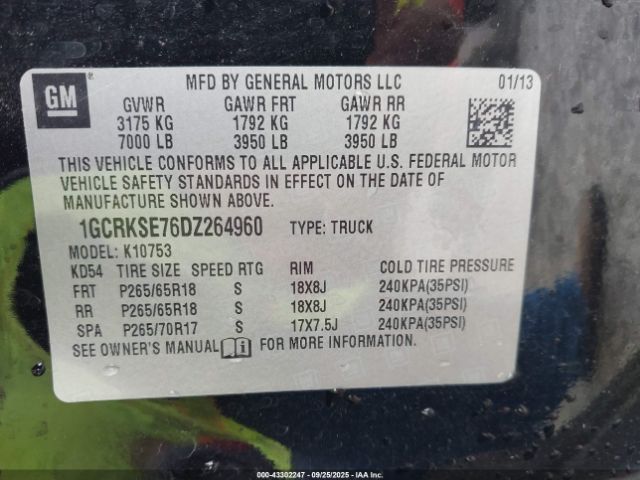 GM
MFD BY GENERAL MOTORS LLC 01/13
GVWR GAWR FRT GAWR RR
3175 KG 1792 KG 1792 KG
7000 LB 3950 LB 3950 LB
THIS VEHICLE CONFORMS TO ALL APPLICABLE U.S. FEDERAL MOTOR
VEHICLE SAFETY STANDARDS IN EFFECT ON THE DATE OF
MANUFACTURE SHOWN ABOVE.
1GCRKSE76DZ264960 TYPE: TRUCK
MODEL: K10753
KD54 TIRE SIZE SPEED RTG RIM COLD TIRE PRESSURE
FRT P265/65R18 S 18X8J 240KPA(35PSI)
RR P265/65R18 S 18X8J 240KPA(35PSI)
SPA P265/70R17 S 17X7.5J 240KPA(35PSI)
SEE OWNER'S MANUAL FOR MORE INFORMATION.
000-43302247 - 09/25/2025 - IAA Inc.